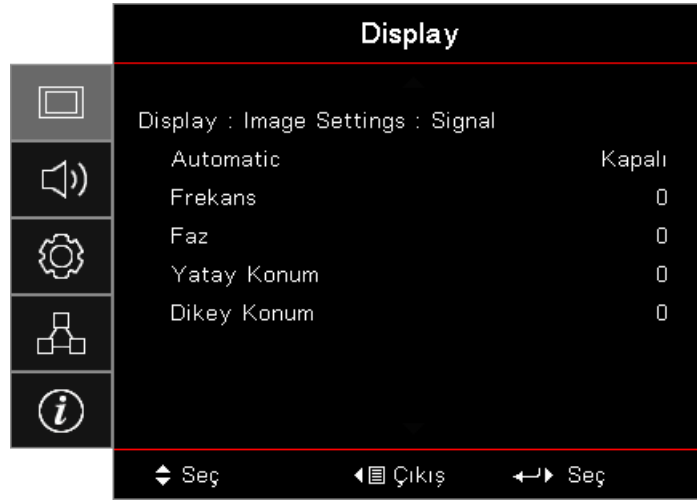 Display
Display : Image Settings : Signal
Automatic Kapalı
Frekans 0
Faz 0
Yatay Konum 0
Dikey Konum 0
Seç Çıkış Seç